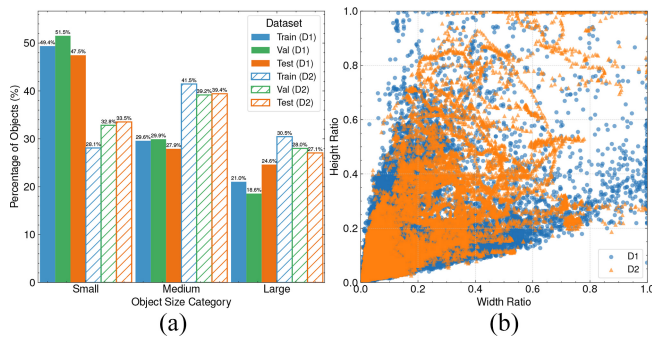 Dataset
Train (D1)
Val (D1)
Test (D1)
Train (D2)
Val (D2)
Test (D2)
49.4%
51.5%
47.5%
28.1%
32.8%
33.5%
29.6%
29.9%
27.9%
41.5%
39.2%
39.4%
21.0%
18.6%
24.6%
30.5%
28.0%
27.1%
Percentage of Objects (%)
50
40
30
20
10
0
Small Medium Large
Object Size Category
(a)
Height Ratio
1.0
0.8
0.6
0.4
0.2
0.0
D1
D2
0.0 0.2 0.4 0.6 0.8 1.0
Width Ratio
(b)